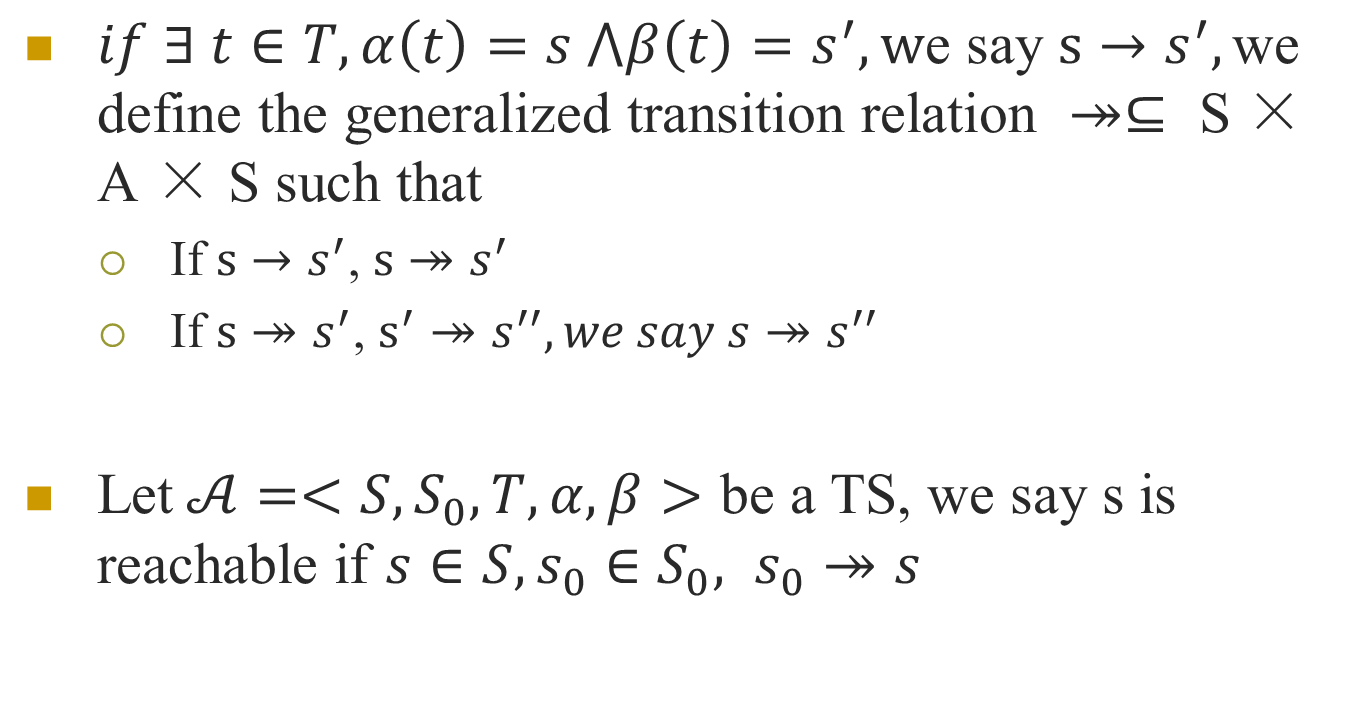 if ∃ t ∈ T, α(t) = s ⋀β(t) = s′, we say s → s′, we
define the generalized transition relation ↠⊆ S ×
A × S such that
If s → s′, s ↠ s′
If s ↠ s′, s′ ↠ s′′, we say s ↠ s′′
Let 𝒜 =< S, S₀, T, α, β > be a TS, we say s is
reachable if s ∈ S, s₀ ∈ S₀, s₀ ↠ s